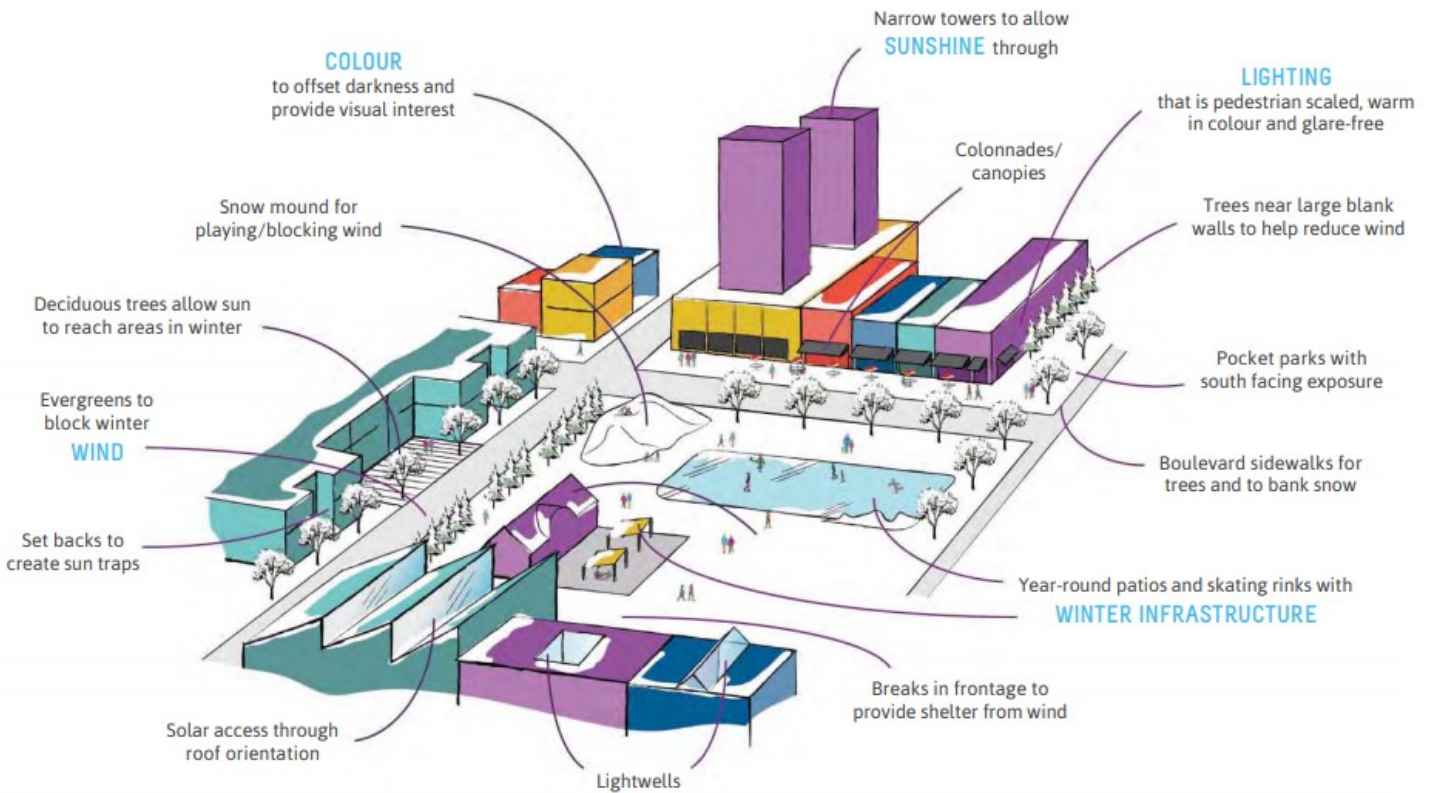 Narrow towers to allow
SUNSHINE through
COLOUR
to offset darkness and
provide visual interest
LIGHTING
that is pedestrian scaled, warm
in colour and glare-free
Colonnades/
canopies
Snow mound for
playing/blocking wind
Trees near large blank
walls to help reduce wind
Deciduous trees allow sun
to reach areas in winter
Pocket parks with
south facing exposure
Evergreens to
block winter
WIND
Boulevard sidewalks for
trees and to bank snow
Set backs to
create sun traps
Year-round patios and skating rinks with
WINTER INFRASTRUCTURE
Breaks in frontage to
provide shelter from wind
Solar access through
roof orientation
Lightwells